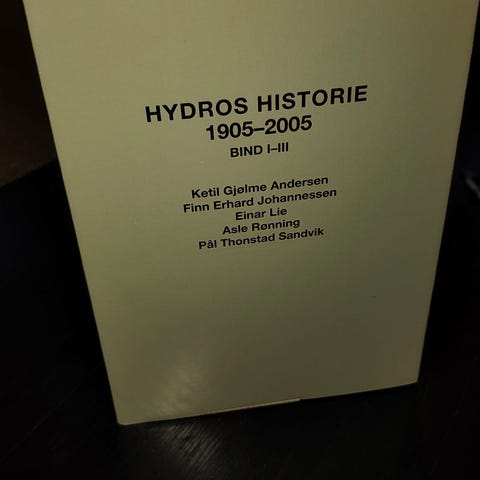 HYDROS HISTORIE
1905–2005
BIND I–III
Ketil Gjølme Andersen
Finn Erhard Johannessen
Einar Lie
Asle Rønning
Pål Thonstad Sandvik